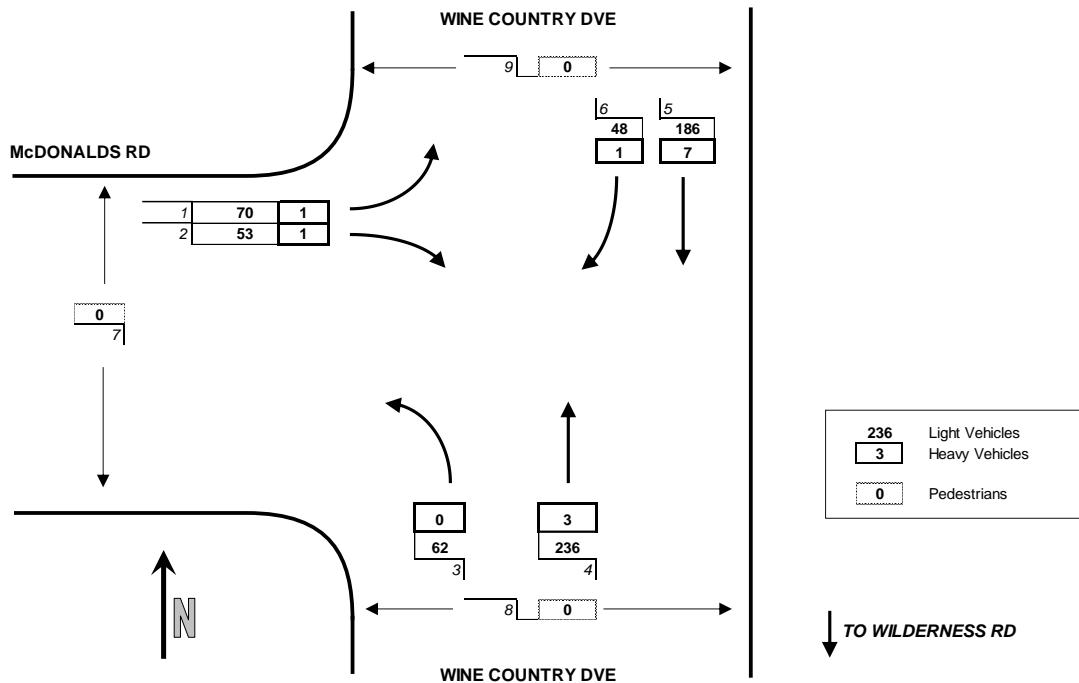 WINE COUNTRY DVE
9 0
6 5
48 186
1 7
McDONALDS RD
1 70 1
2 53 1
0
7
236 Light Vehicles
3 Heavy Vehicles
0 Pedestrians
0 3
62 236
3 4
8 0
N
TO WILDERNESS RD
WINE COUNTRY DVE